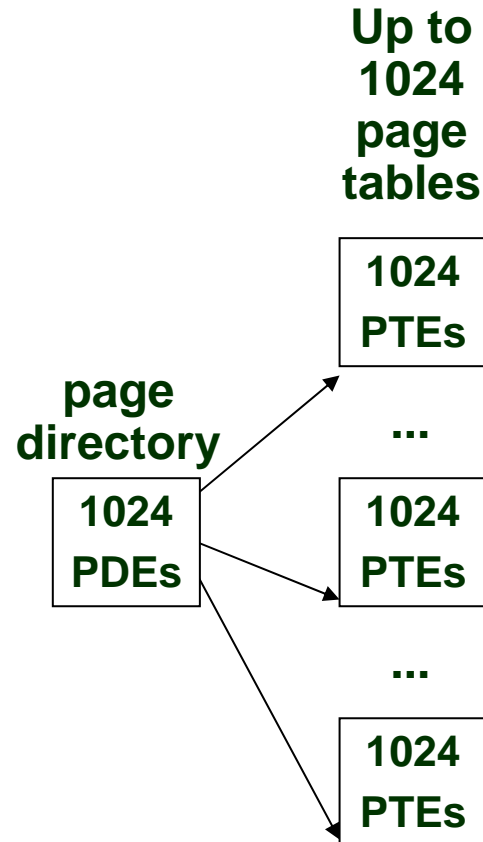 Up to
1024
page
tables
1024
PTEs
...
page
directory
1024
PDEs
1024
PTEs
...
1024
PTEs